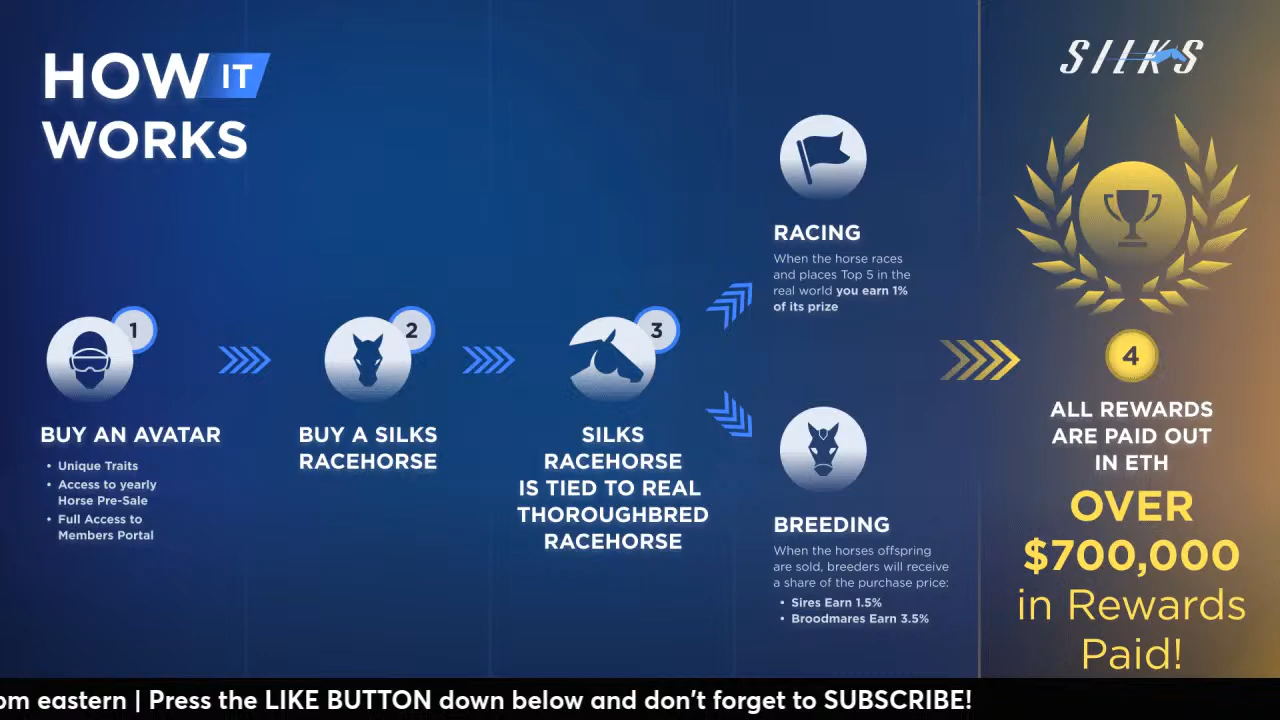 HOW IT
WORKS
SILKS
1
BUY AN AVATAR
• Unique Traits
• Access to yearly
Horse Pre-Sale
• Full Access to
Members Portal
2
BUY A SILKS
RACEHORSE
3
SILKS
RACEHORSE
IS TIED TO REAL
THOROUGHBRED
RACEHORSE
RACING
When the horse races
and places Top 5 in the
real world you earn 1%
of its prize
BREEDING
When the horses offspring
are sold, breeders will receive
a share of the purchase price:
• Sires Earn 1.5%
• Broodmares Earn 3.5%
4
ALL REWARDS
ARE PAID OUT
IN ETH
OVER
$700,000
in Rewards
Paid!
om eastern | Press the LIKE BUTTON down below and don't forget to SUBSCRIBE!